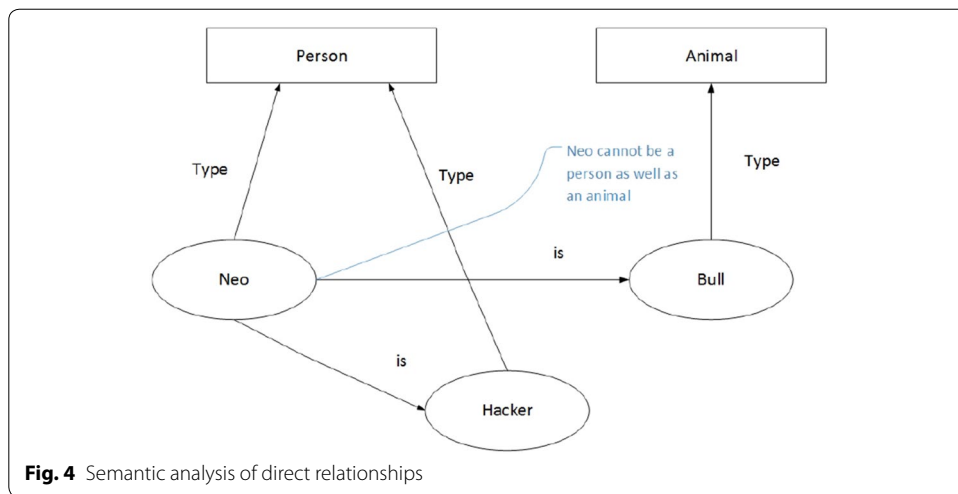 Person
Animal
Type
Type
Neo cannot be a
person as well as
an animal
Type
is
Neo
Bull
is
Hacker
Fig. 4 Semantic analysis of direct relationships